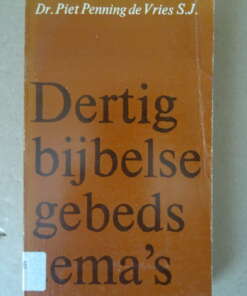 Dr. Piet Penning de Vries S.J.
Dertig
bijbelse
gebeds
ema's